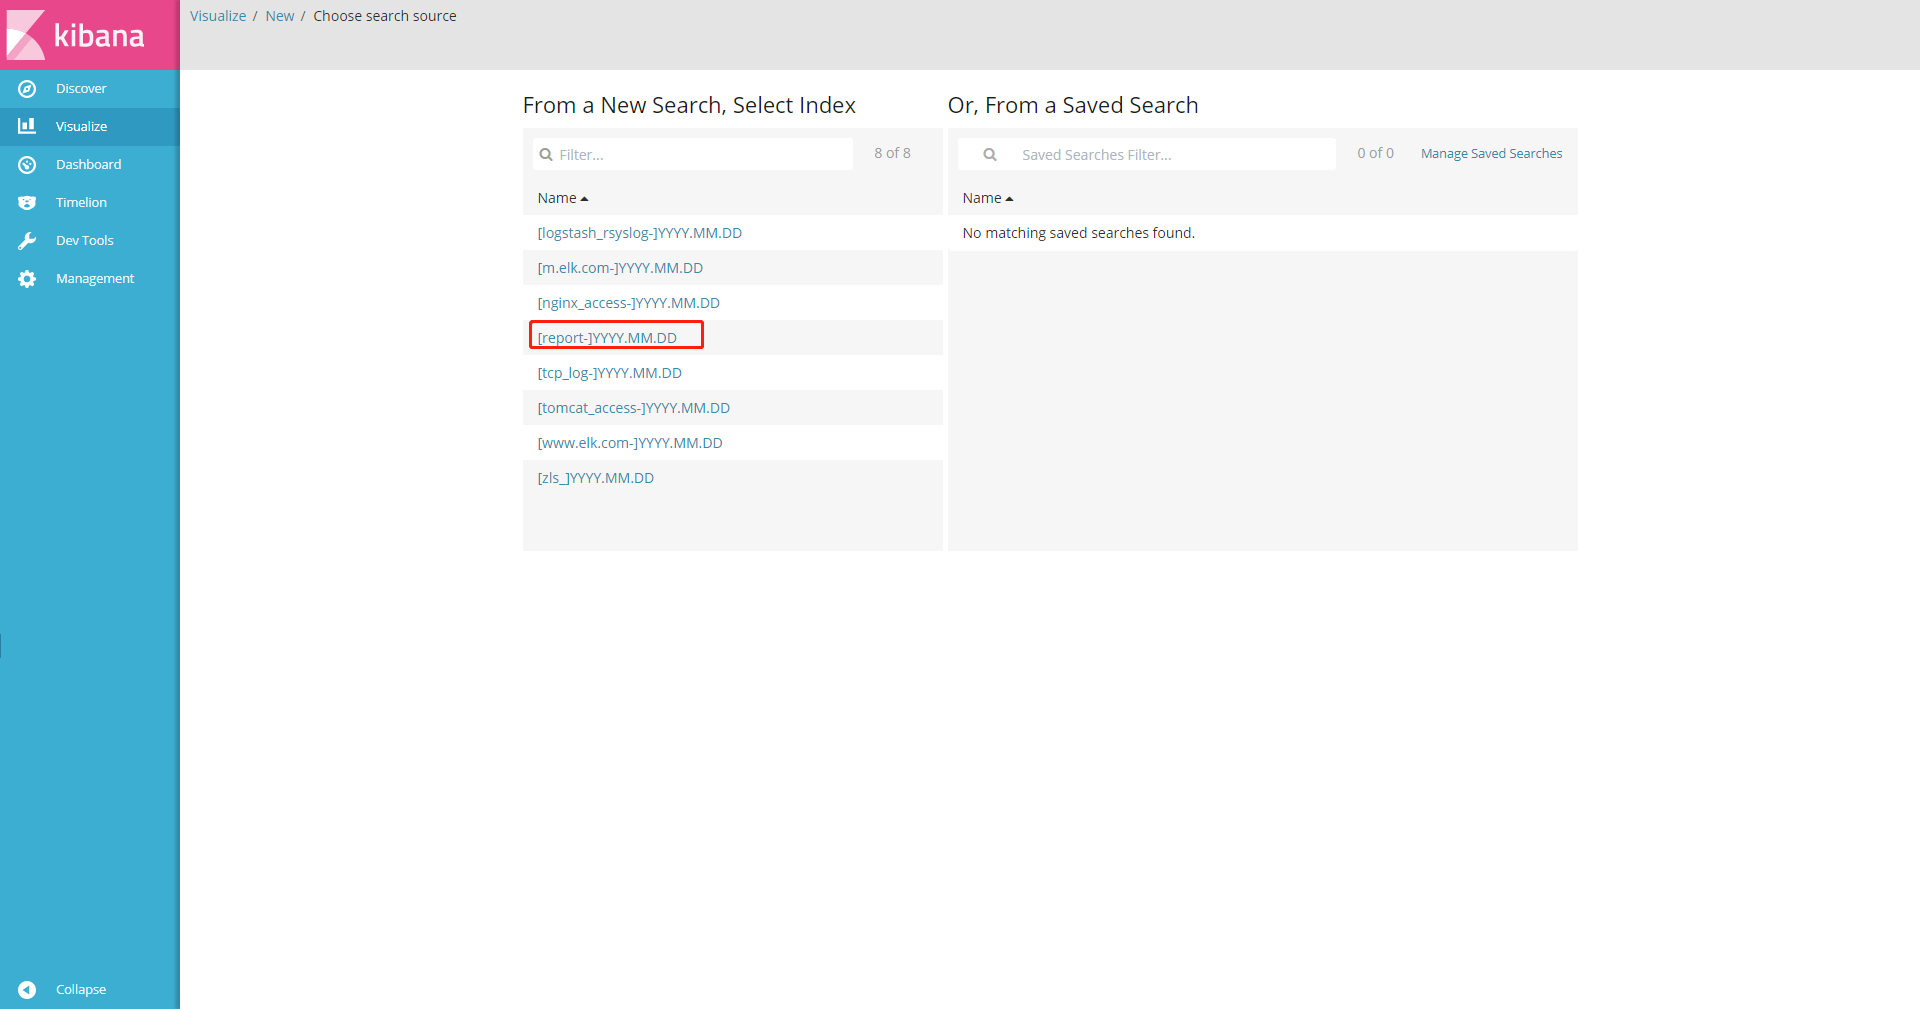 kibana
Discover
Visualize
Dashboard
Timelion
Dev Tools
Management
Collapse
Visualize / New / Choose search source
From a New Search, Select Index
Filter...
8 of 8
Name
[logstash_rsyslog-]YYYY.MM.DD
[m.elk.com-]YYYY.MM.DD
[nginx_access-]YYYY.MM.DD
[report-]YYYY.MM.DD
[tcp_log-]YYYY.MM.DD
[tomcat_access-]YYYY.MM.DD
[www.elk.com-]YYYY.MM.DD
[zls_]YYYY.MM.DD
Or, From a Saved Search
Saved Searches Filter...
0 of 0
Manage Saved Searches
Name
No matching saved searches found.